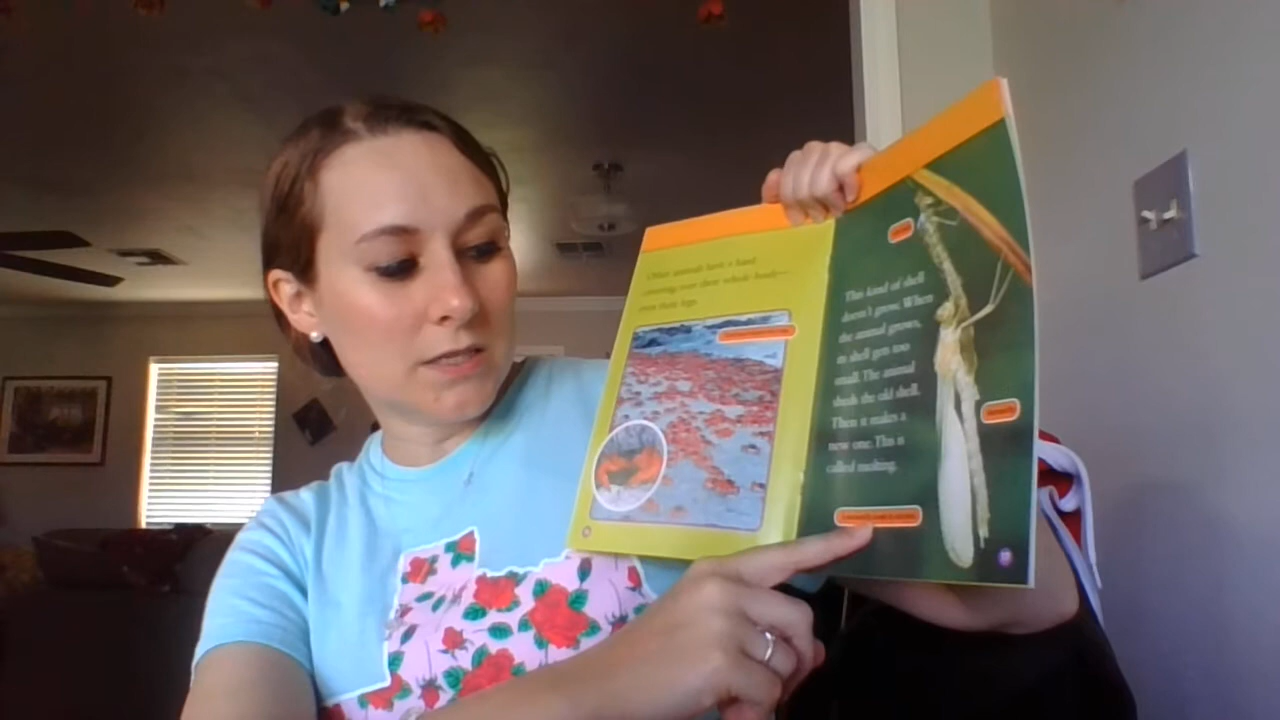 Other animals have a hard
covering over their whole body—
even their legs.
This kind of shell
doesn't grow. When
the animal grows,
its shell gets too
small. The animal
sheds the old shell.
Then it makes a
new one. This is
called molting.